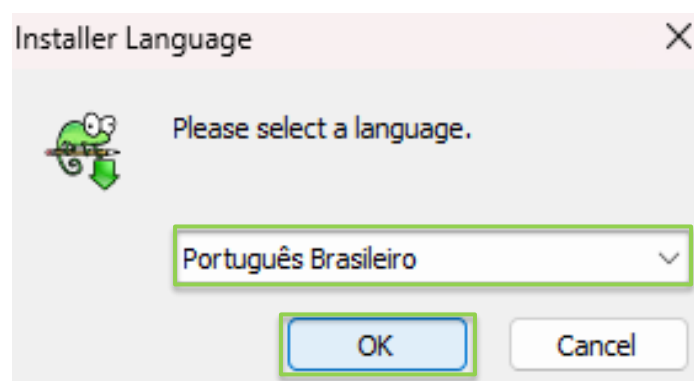 Installer Language
Please select a language.
Português Brasileiro
OK
Cancel